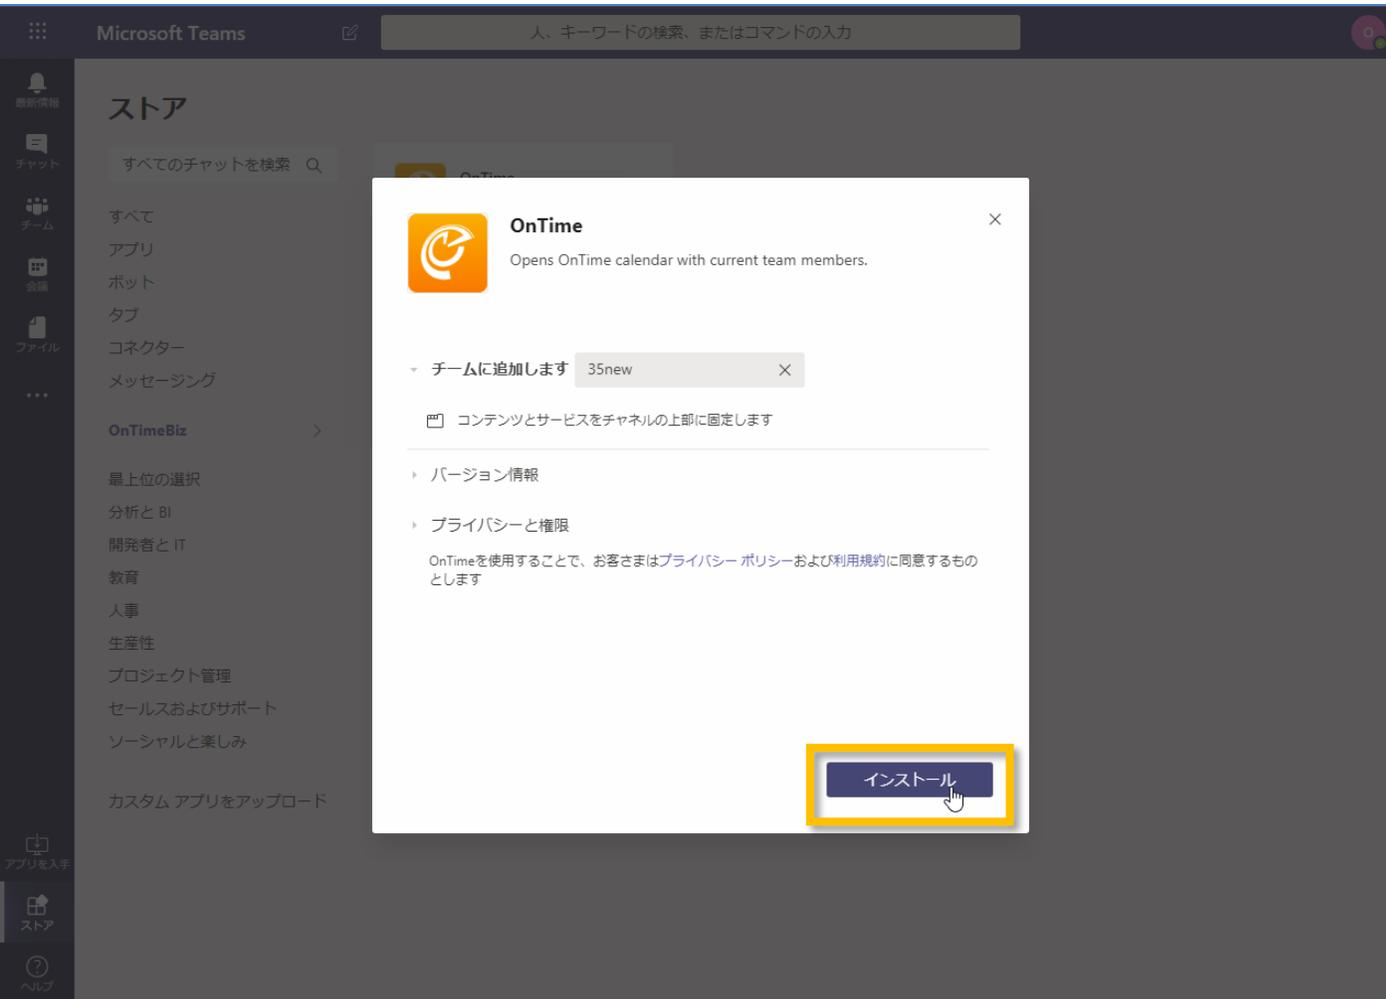 Microsoft Teams
人、キーワードの検索、またはコマンドの入力
O
最新情報
チャット
チーム
会議
ファイル
ストア
すべてのチャットを検索
すべて
アプリ
ボット
タブ
コネクター
メッセージング
OnTimeBiz
最上位の選択
分析と BI
開発者と IT
教育
人事
生産性
プロジェクト管理
セールスおよびサポート
ソーシャルと楽しみ
カスタム アプリをアップロード
アプリを入手
ストア
ヘルプ
OnTime
OnTime
Opens OnTime calendar with current team members.
チームに追加します 35new
コンテンツとサービスをチャネルの上部に固定します
バージョン情報
プライバシーと権限
OnTimeを使用することで、お客さまはプライバシー ポリシーおよび利用規約に同意するもの
とします
インストール